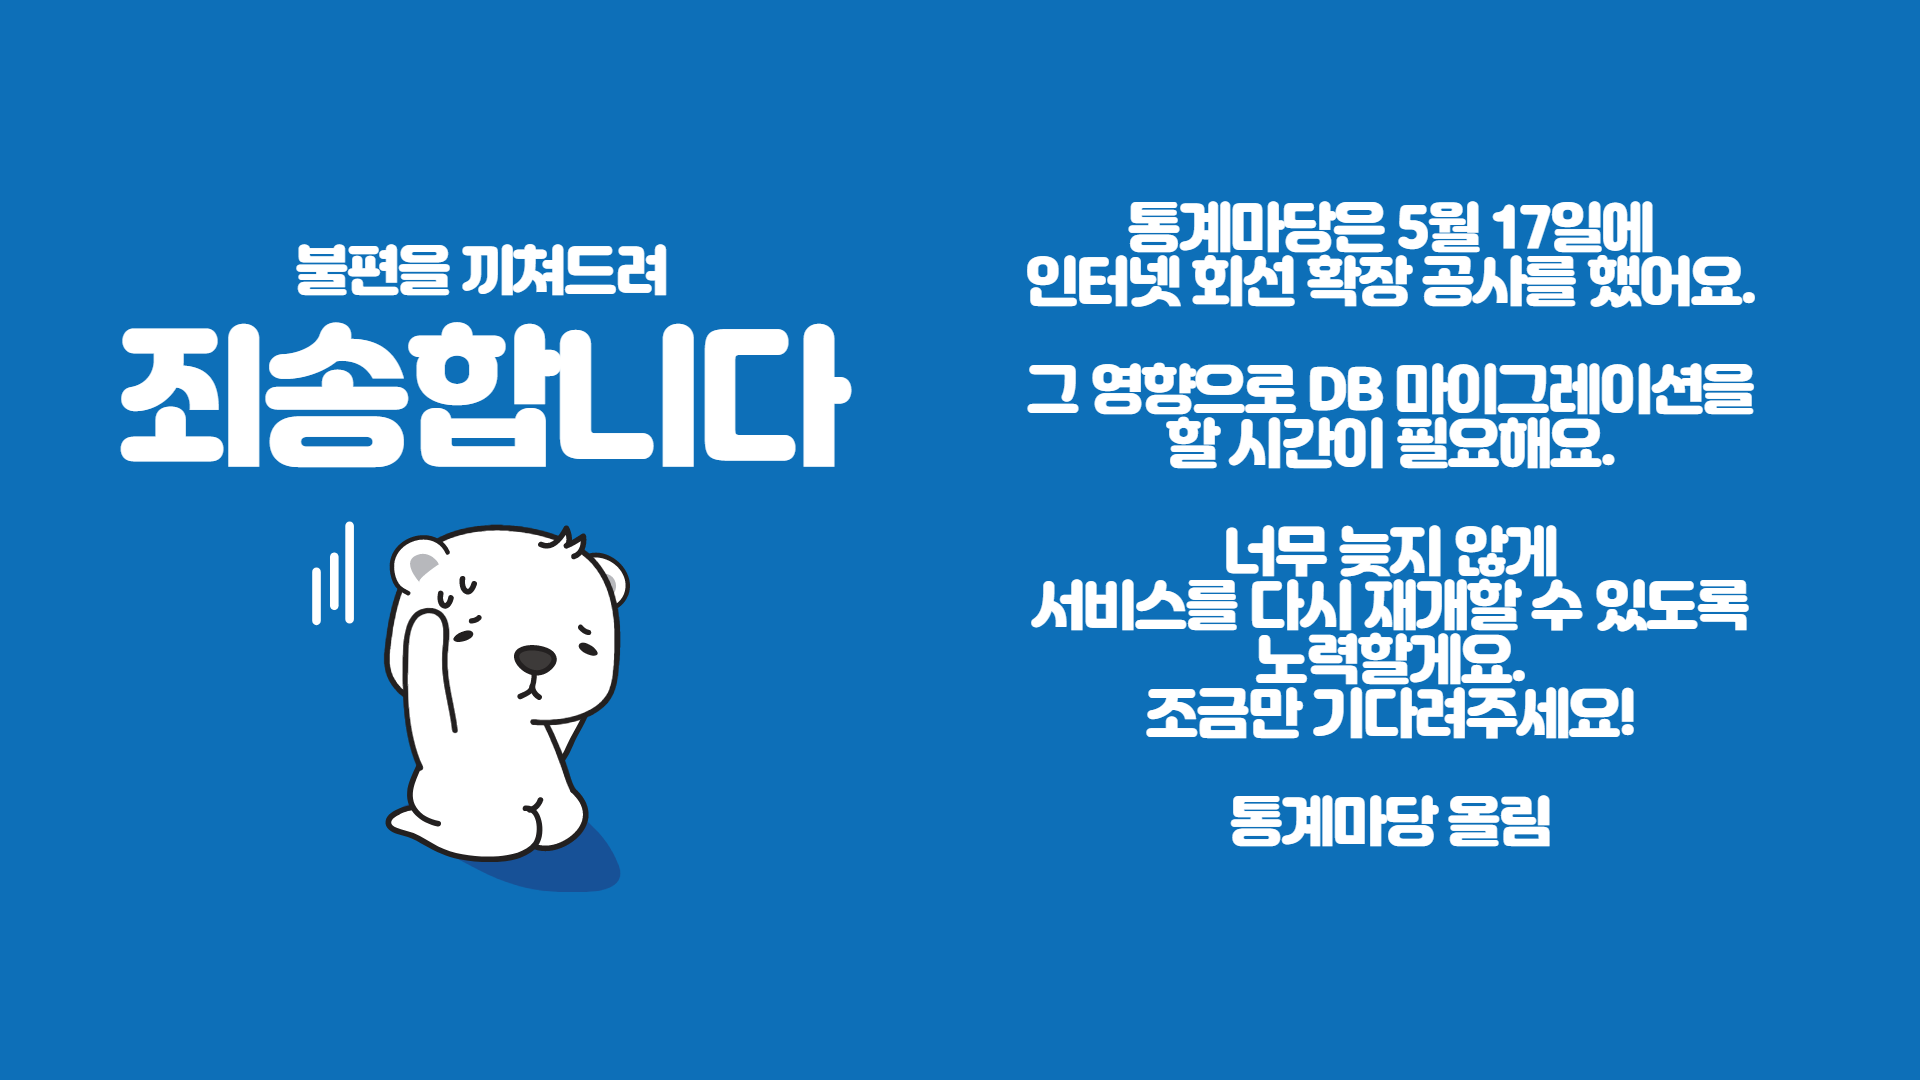 불편을 끼쳐드려
죄송합니다
통계마당은 5월 17일에
인터넷 회선 확장 공사를 했어요.
그 영향으로 DB 마이그레이션을
할 시간이 필요해요.
너무 늦지 않게
서비스를 다시 재개할 수 있도록
노력할게요.
조금만 기다려주세요!
통계마당 올림